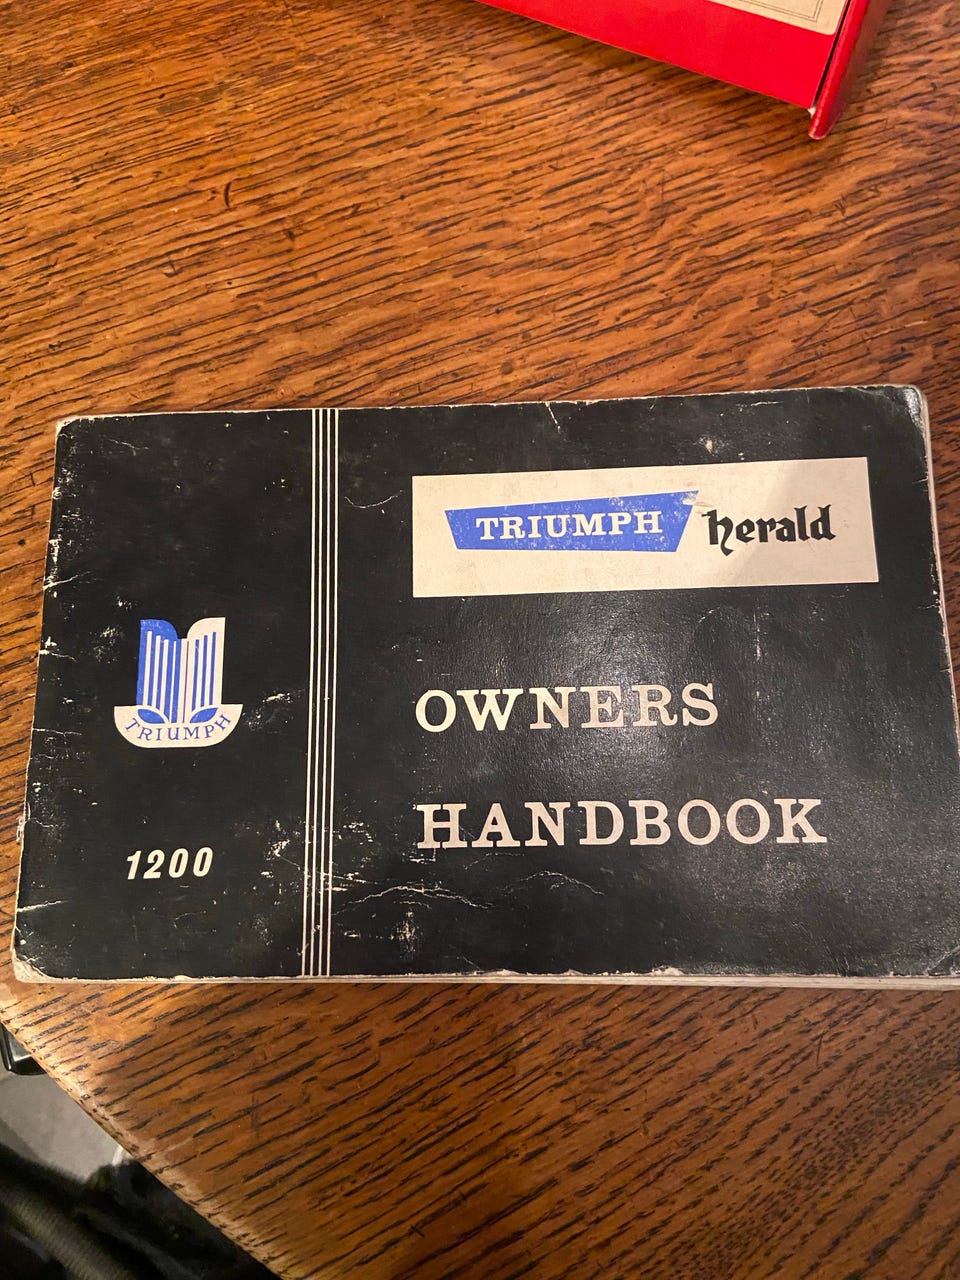 TRIUMPH herald
TRIUMPH
1200
OWNERS
HANDBOOK